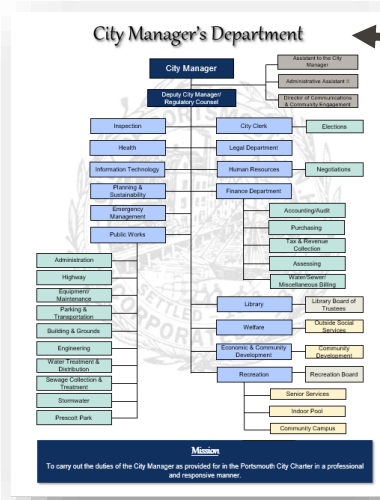 City Manager's Department
City Manager
Assistant to the City
Manager
Administrative Assistant II
Director of Communications
& Community Engagement
Deputy City Manager/
Regulatory Counsel
Inspection
City Clerk
Elections
Health
Legal Department
Information Technology
Human Resources
Negotiations
Planning &
Sustainability
Finance Department
Emergency
Management
Accounting/Audit
Public Works
Purchasing
Tax & Revenue
Collection
Administration
Assessing
Highway
Water/Sewer/
Miscellaneous Billing
Equipment/
Maintenance
Parking &
Transportation
Library
Library Board of
Trustees
Building & Grounds
Welfare
Outside Social
Services
Engineering
Economic & Community
Development
Community
Development
Water Treatment &
Distribution
Recreation
Recreation Board
Sewage Collection &
Treatment
Senior Services
Stormwater
Indoor Pool
Prescott Park
Community Campus
Mission
To carry out the duties of the City Manager as provided for in the Portsmouth City Charter in a professional
and responsive manner.